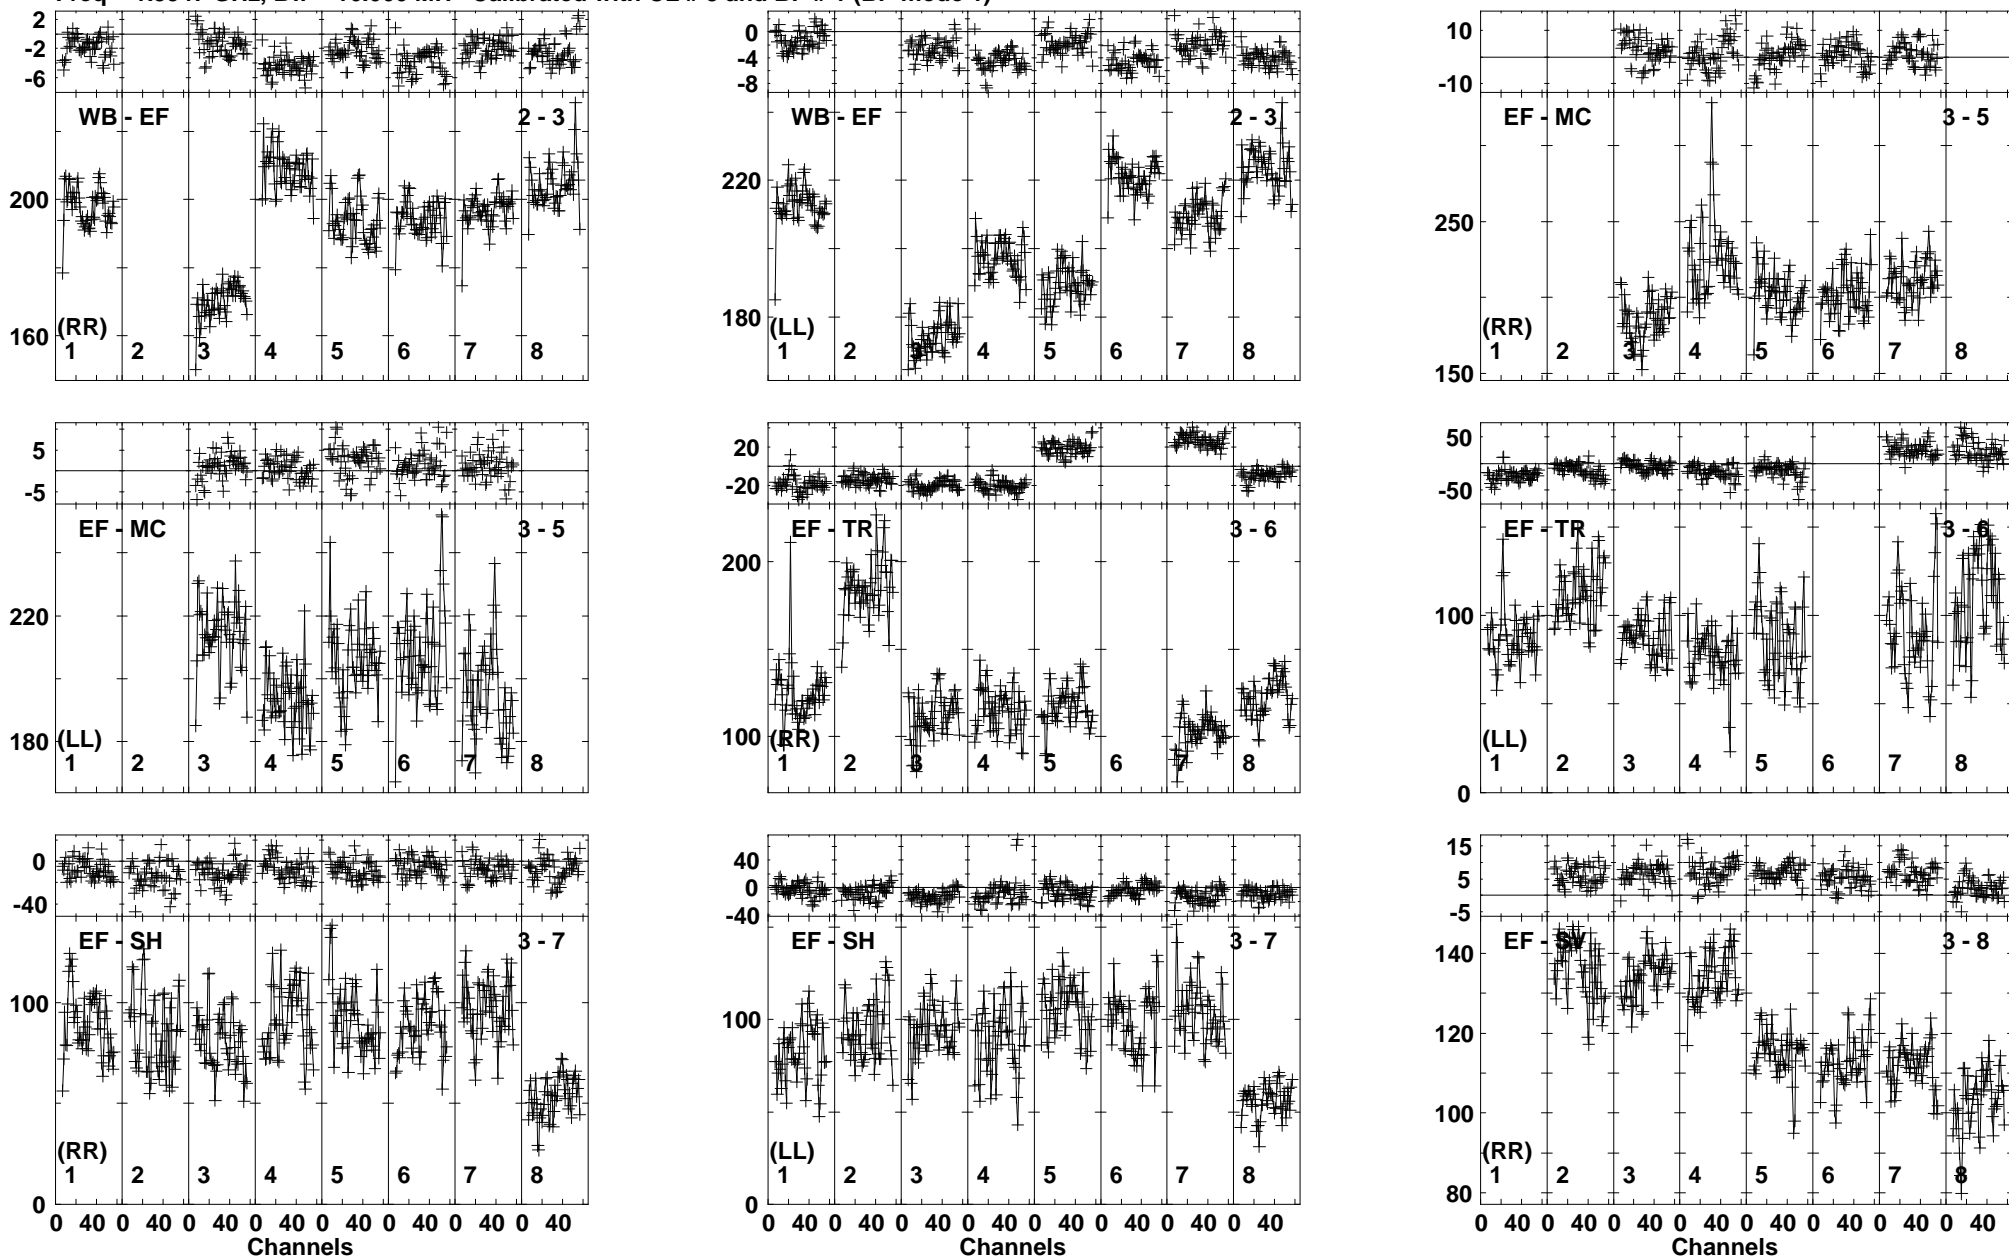 2 -2 -6
WB - EF 2 - 3
200
160
(RR)
1 2 3 4 5 6 7 8
0 -4 -8
WB - EF 2 - 3
220
180
(LL)
1 2 3 4 5 6 7 8
10 -10
EF - MC 3 - 5
250
150
(RR)
1 2 3 4 5 6 7 8
5 -5
EF - MC 3 - 5
220
180
(LL)
1 2 3 4 5 6 7 8
20 -20
EF - TR 3 - 6
200
100
(RR)
1 2 3 4 5 6 7 8
50 -50
EF - TR 3 - 6
100
0
(LL)
1 2 3 4 5 6 7 8
0 -40
EF - SH 3 - 7
100
0
(RR)
1 2 3 4 5 6 7 8
0 40 0 40 0 40 0 40 0 40 0 40 0 40 0 40
Channels
40 0 -40
EF - SH 3 - 7
100
0
(LL)
1 2 3 4 5 6 7 8
0 40 0 40 0 40 0 40 0 40 0 40 0 40 0 40
Channels
15 5 -5
EF - SV 3 - 8
140
120
100
80
(RR)
1 2 3 4 5 6 7 8
0 40 0 40 0 40 0 40 0 40 0 40 0 40 0 40
Channels